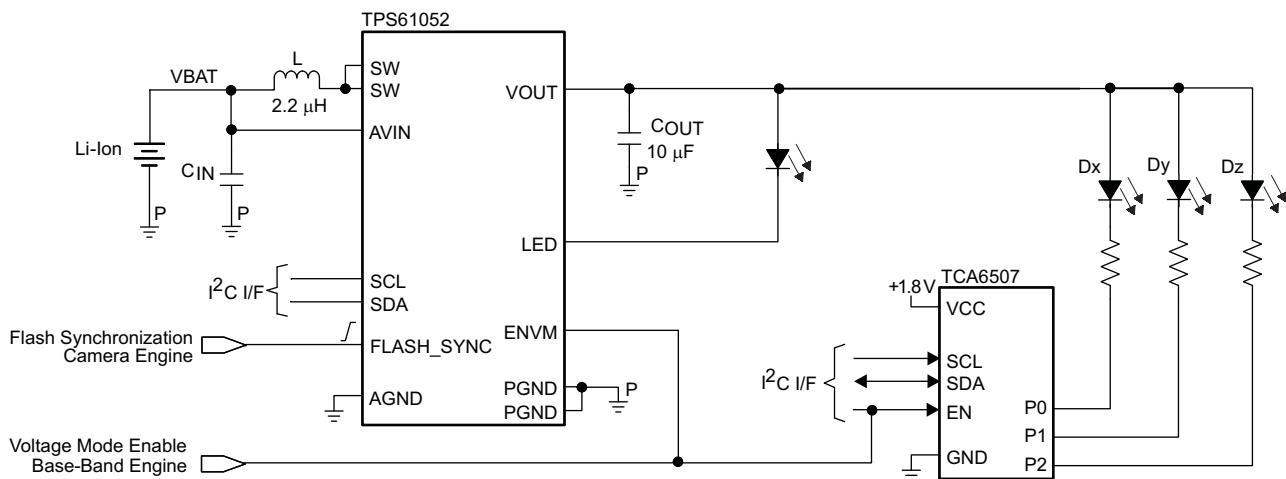 TPS61052
VBAT
L
2.2 μH
SW
SW
AVIN
VOUT
COUT
10 μF
P
Li-Ion
CIN
P
P
LED
Dx
Dy
Dz
I2C I/F
SCL
SDA
ENVM
Flash Synchronization
Camera Engine
FLASH_SYNC
AGND
PGND
PGND
P
TCA6507
+1.8 V
VCC
I2C I/F
SCL
SDA
EN
GND
P0
P1
P2
Voltage Mode Enable
Base-Band Engine